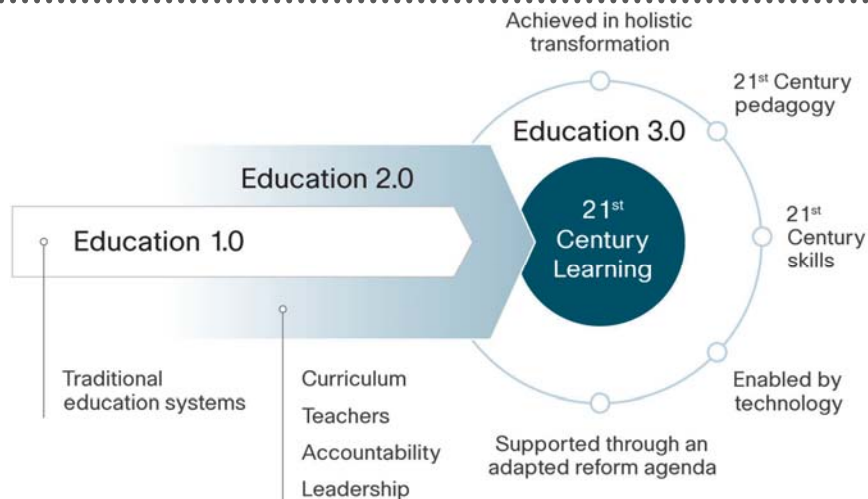 Achieved in holistic
transformation
21st Century
pedagogy
Education 3.0
Education 2.0
21st
Century
Learning
21st
Century
skills
Education 1.0
Traditional
education systems
Curriculum
Teachers
Accountability
Leadership
Enabled by
technology
Supported through an
adapted reform agenda